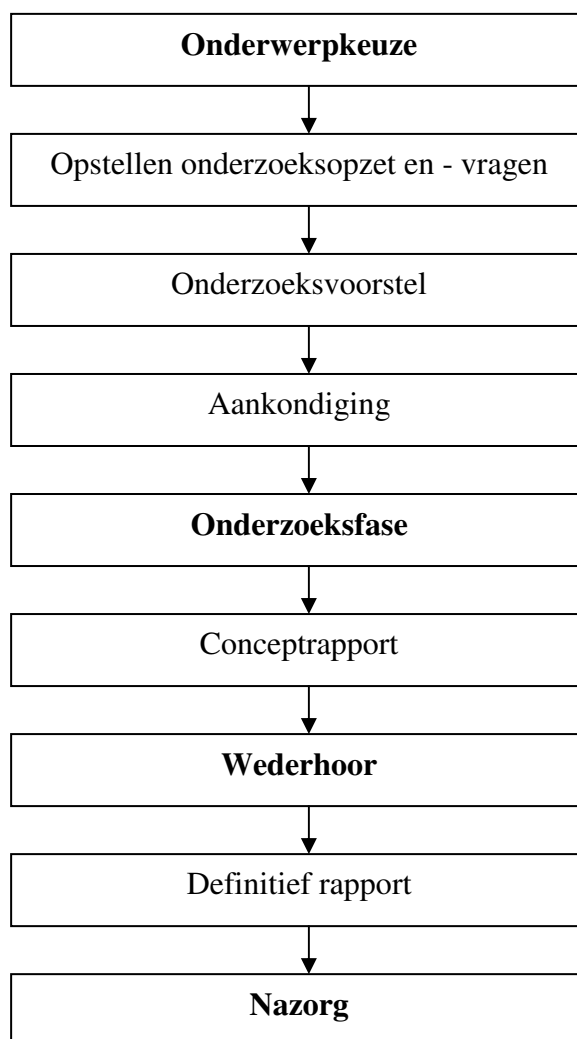 Onderwerpkeuze
Opstellen onderzoeksopzet en - vragen
Onderzoeksvoorstel
Aankondiging
Onderzoeksfase
Conceptrapport
Wederhoor
Definitief rapport
Nazorg